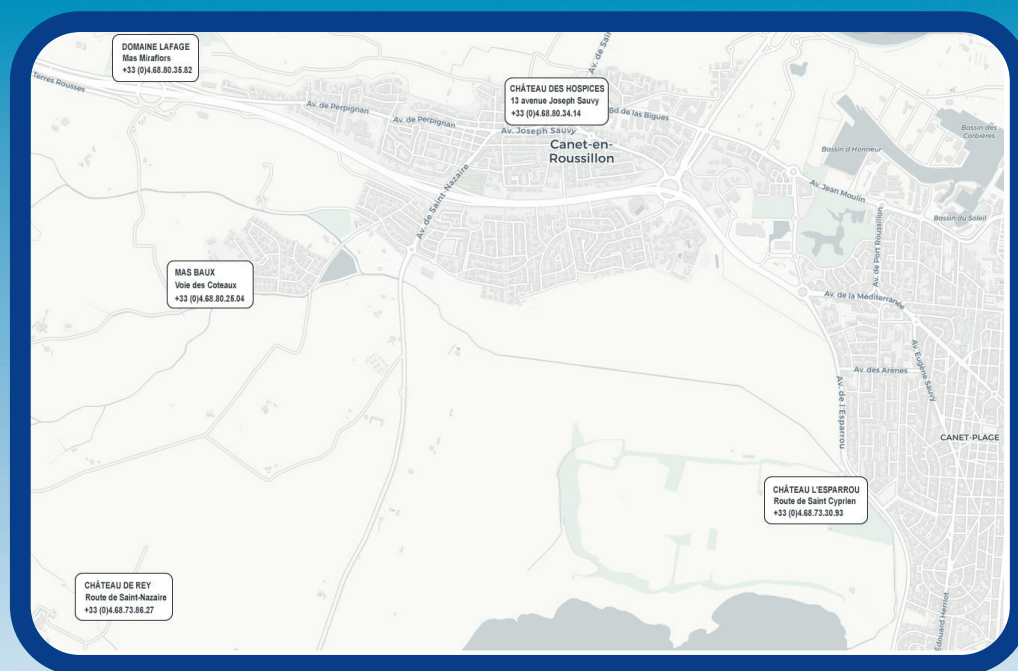 DOMAINE LAFAGE
Mas Miraflors
+33 (0)4.68.80.35.82
Terres Rousses
Av. de Perpignan
Av. de Perpignan
CHÂTEAU DES HOSPICES
13 avenue Joseph Sauvy
+33 (0)4.68.80.34.14
Av. de Sai
Bd de las Bigues
Av. Joseph Sauvy
Canet-en-
Roussillon
Av. de Saint-Nazaire
Bassin des
Corbières
Bassin d'Honneur
Av. Jean Moulin
Bassin du Soleil
Av. de Port Roussillon
MAS BAUX
Voie des Coteaux
+33 (0)4.68.80.25.04
Av. de la Méditerranée
Av. Eugène Sauvy
Av. des Arènes
Av. de l'Esparrou
CANET-PLAGE
CHÂTEAU L'ESPARROU
Route de Saint Cyprien
+33 (0)4.68.73.30.93
CHÂTEAU DE REY
Route de Saint-Nazaire
+33 (0)4.68.73.86.27
Édouard Herriot